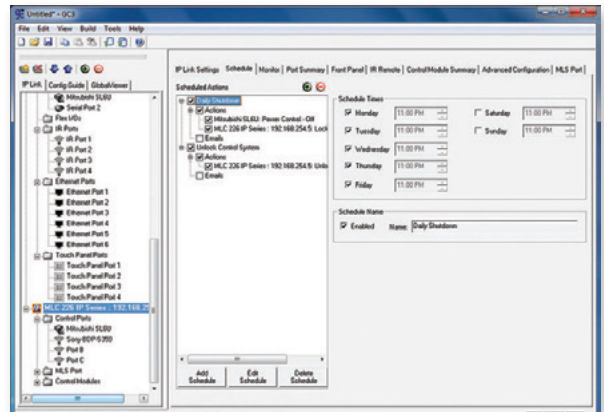 Untitled* - GC3
File Edit View Build Tools Help
IP Link Config Guide GlobalViewer
Mitsubishi SL6U
Serial Port 2
Flex I/Os
IR Ports
IR Port 1
IR Port 2
IR Port 3
IR Port 4
Ethernet Ports
Ethernet Port 1
Ethernet Port 2
Ethernet Port 3
Ethernet Port 4
Ethernet Port 5
Ethernet Port 6
Touch Panel Ports
Touch Panel Port 1
Touch Panel Port 2
Touch Panel Port 3
Touch Panel Port 4
MLC 226 IP Series : 192.168.25
Control Ports
Mitsubishi SL6U
Sony BDP-S350
Port B
Port C
MLS Port
Control Modules
IP Link Settings Schedule Monitor Port Summary Front Panel IR Remote Control Module Summary Advanced Configuration MLS Port
Scheduled Actions
Daily Shutdown
Actions
Mitsubishi SL6U: Power Control - Off
MLC 226 IP Series : 192.168.254.5: Lock
Emails
Unlock Control System
Actions
MLC 226 IP Series : 192.168.254.5: Unlo
Emails
Add Schedule
Edit Schedule
Delete Schedule
Schedule Times
Monday 11:00 PM Saturday 11:00 PM
Tuesday 11:00 PM Sunday 11:00 PM
Wednesday 11:00 PM
Thursday 11:00 PM
Friday 11:00 PM
Schedule Name
Enabled Name: Daily Shutdown